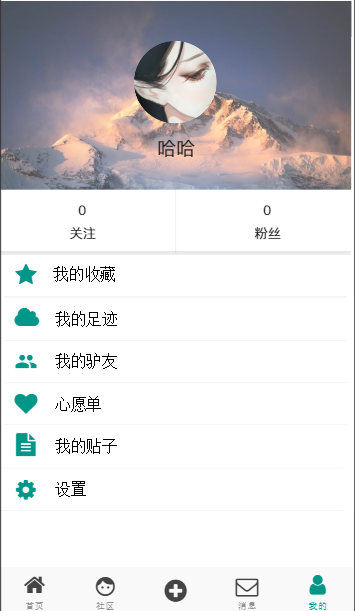 哈哈
0 0
关注 粉丝
我的收藏
我的足迹
我的驴友
心愿单
我的贴子
设置
首页 社区 消息 我的